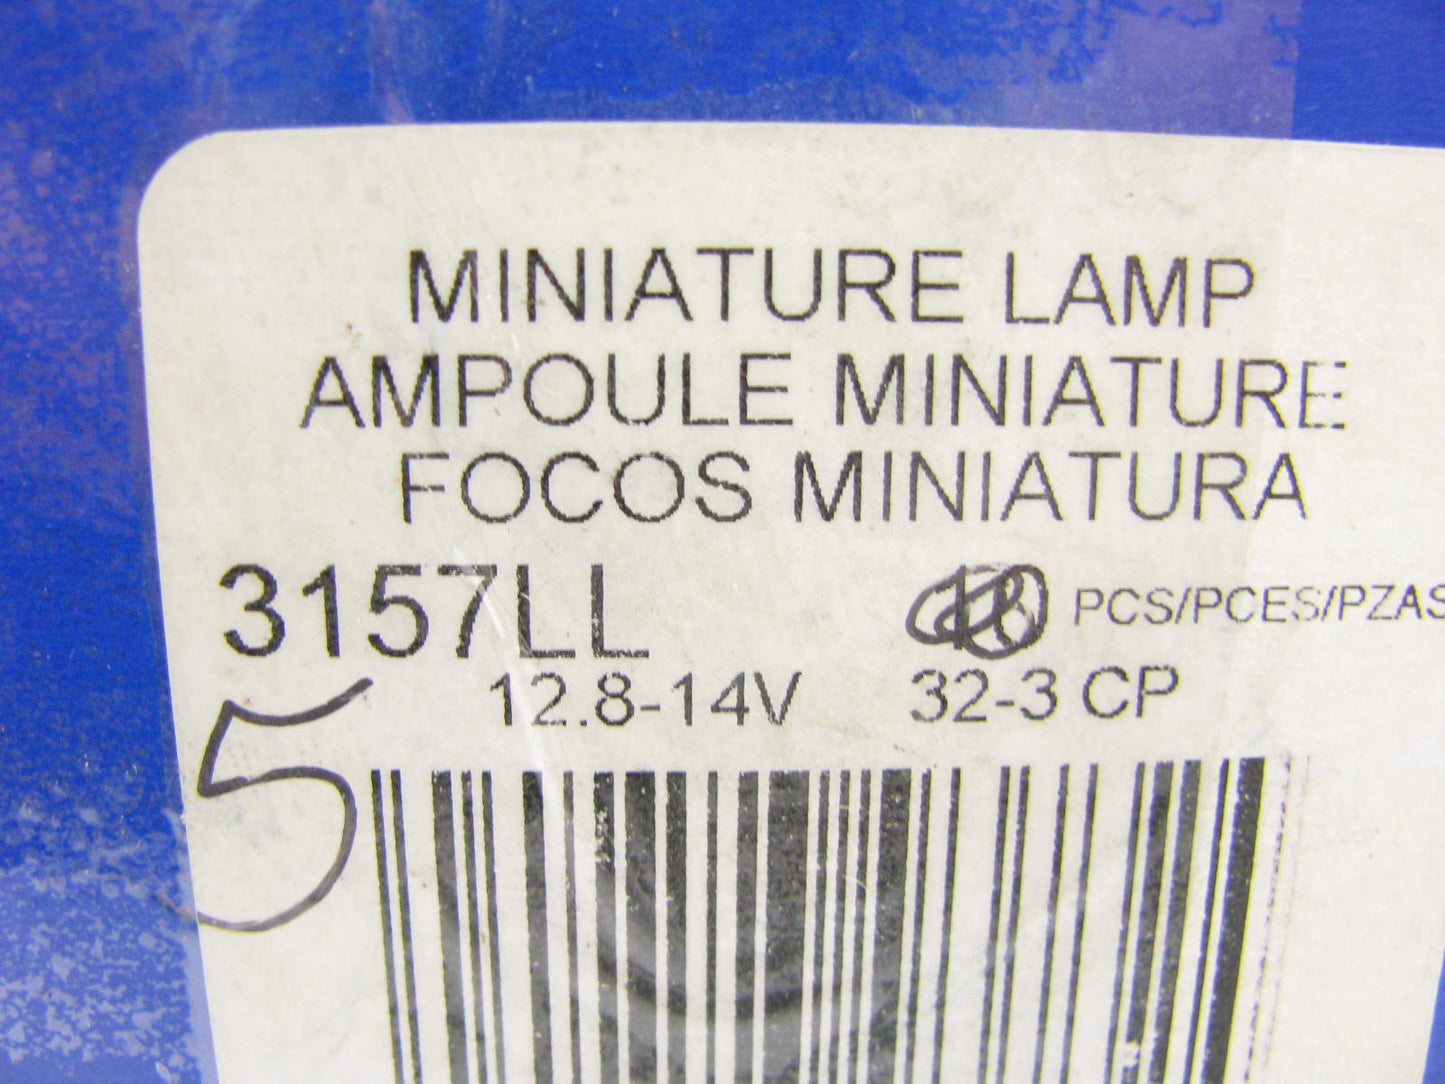 MINIATURE LAMP
AMPOULE MINIATURE
FOCOS MINIATURA
3157LL PCS/PCES/PZAS
12.8-14V 32-3 CP
5